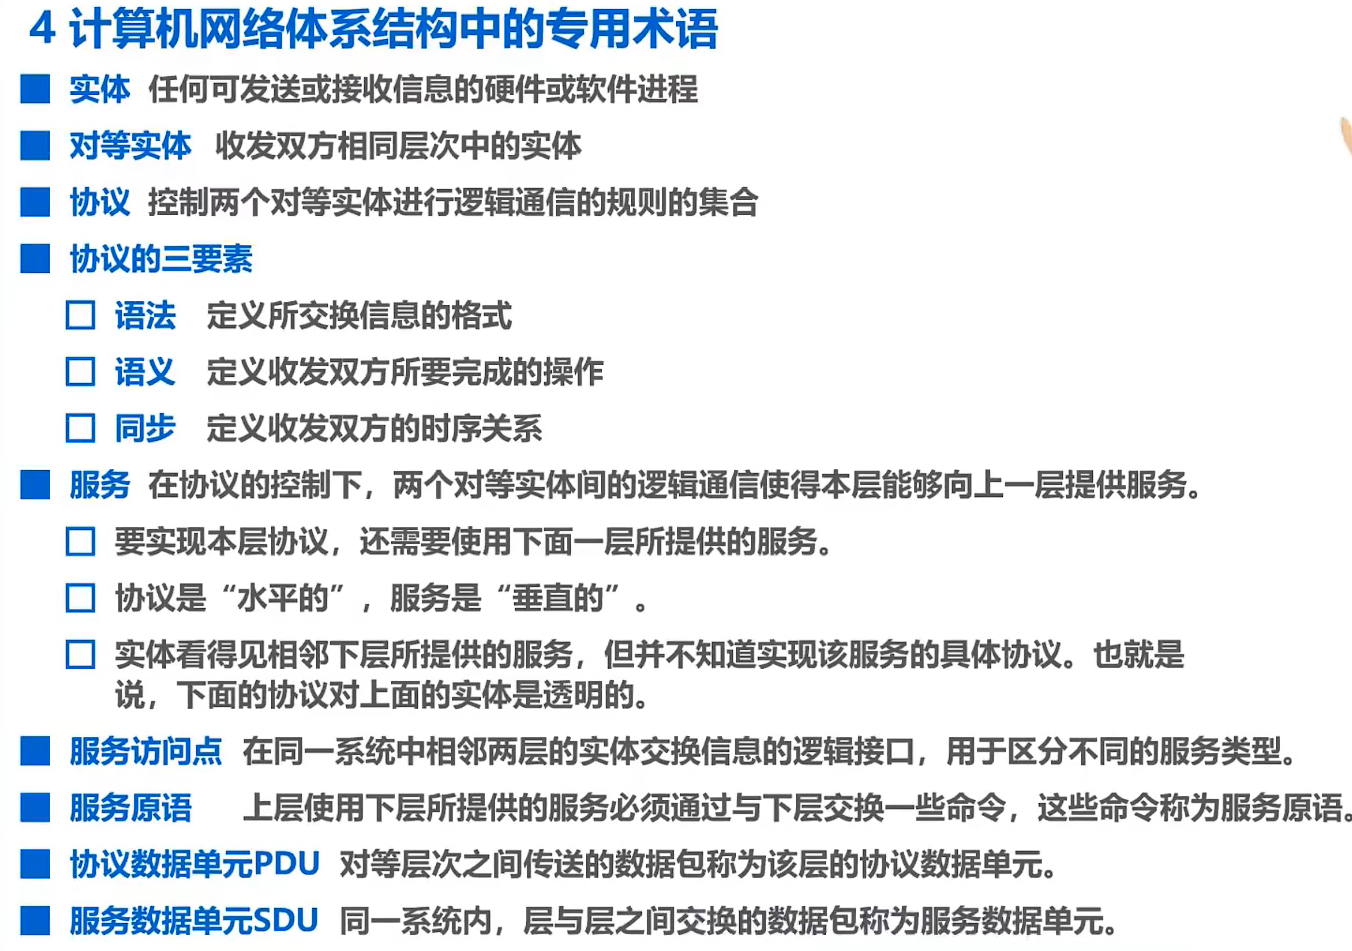 4 计算机网络体系结构中的专用术语
实体 任何可发送或接收信息的硬件或软件进程
对等实体 收发双方相同层次中的实体
协议 控制两个对等实体进行逻辑通信的规则的集合
协议的三要素
语法 定义所交换信息的格式
语义 定义收发双方所要完成的操作
同步 定义收发双方的时序关系
服务 在协议的控制下，两个对等实体间的逻辑通信使得本层能够向上一层提供服务。
要实现本层协议，还需要使用下面一层所提供的服务。
协议是“水平的”，服务是“垂直的”。
实体看得见相邻下层所提供的服务，但并不知道实现该服务的具体协议。也就是
说，下面的协议对上面的实体是透明的。
服务访问点 在同一系统中相邻两层的实体交换信息的逻辑接口，用于区分不同的服务类型。
服务原语 上层使用下层所提供的服务必须通过与下层交换一些命令，这些命令称为服务原语。
协议数据单元PDU 对等层次之间传送的数据包称为该层的协议数据单元。
服务数据单元SDU 同一系统内，层与层之间交换的数据包称为服务数据单元。